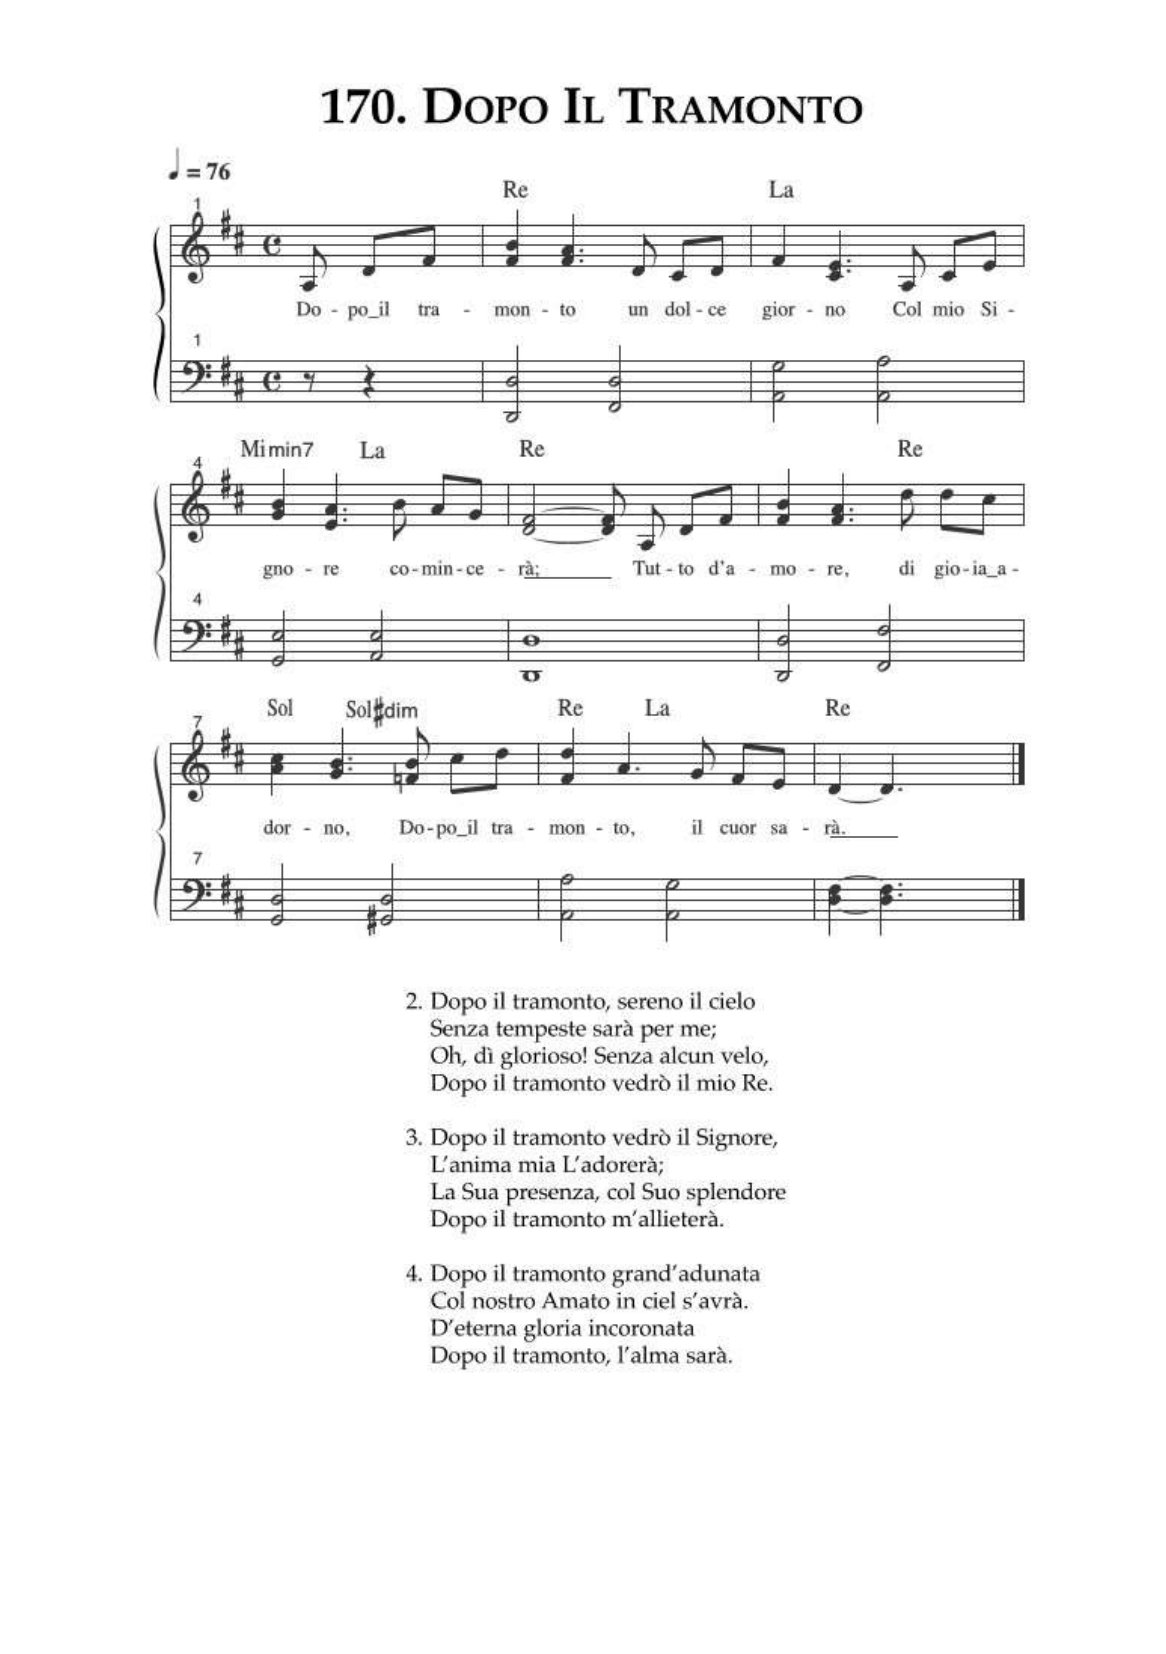 170. Dopo Il Tramonto
= 76
Re La
1
Do - po_il tra - mon - to un dol - ce gior - no Col mio Si -
1
Mi min7 La Re Re
4
gno - re co - min - ce - rà; Tut - to d'a - mo - re, di gio - ia_a -
4
Sol Sol♯dim Re La Re
7
dor - no, Do - po_il tra - mon - to, il cuor sa - rà.
7
2. Dopo il tramonto, sereno il cielo
Senza tempeste sarà per me;
Oh, dì glorioso! Senza alcun velo,
Dopo il tramonto vedrò il mio Re.
3. Dopo il tramonto vedrò il Signore,
L'anima mia L'adorerà;
La Sua presenza, col Suo splendore
Dopo il tramonto m'allieterà.
4. Dopo il tramonto grand'adunata
Col nostro Amato in ciel s'avrà.
D'eterna gloria incoronata
Dopo il tramonto, l'alma sarà.